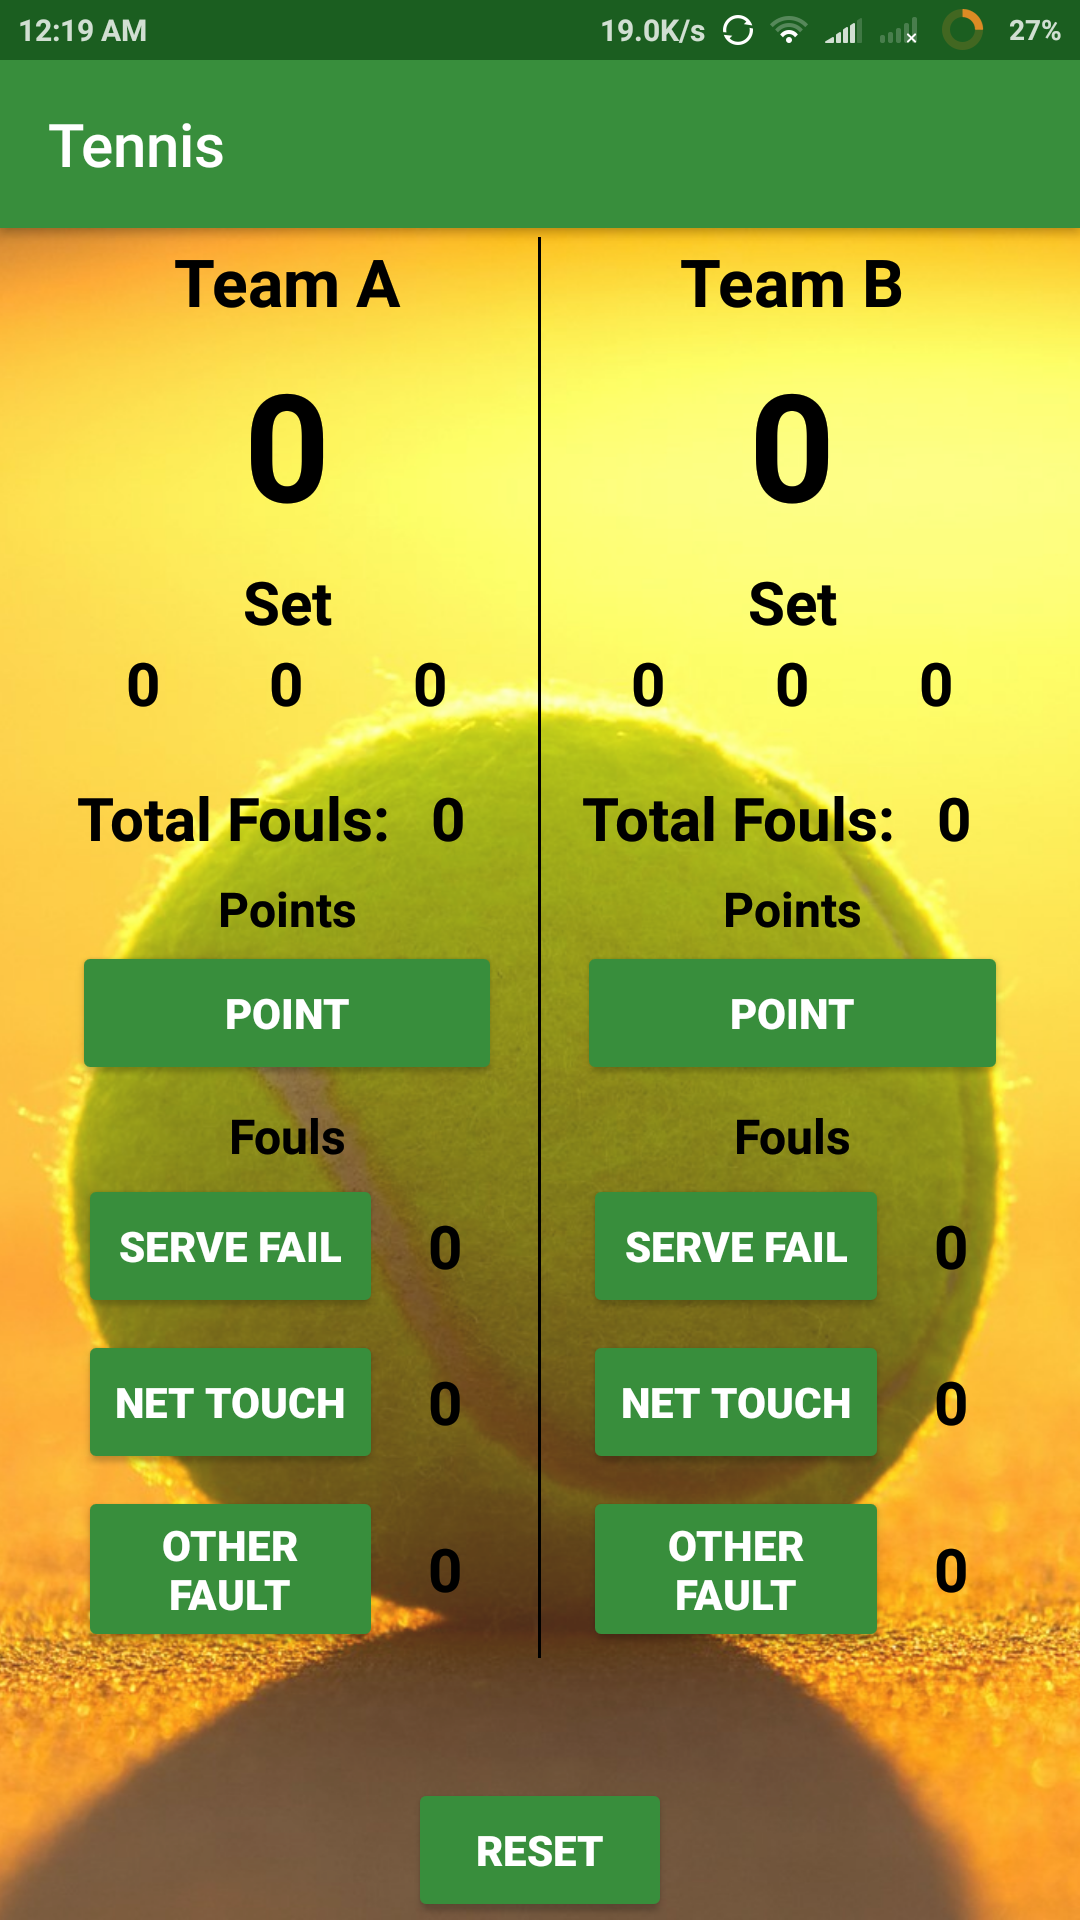 12:19 AM 19.0K/s 27%
Tennis
Team A Team B
0 0
Set Set
0 0 0 0 0 0
Total Fouls: 0 Total Fouls: 0
Points Points
POINT POINT
Fouls Fouls
SERVE FAIL 0 SERVE FAIL 0
NET TOUCH 0 NET TOUCH 0
OTHER FAULT 0 OTHER FAULT 0
RESET